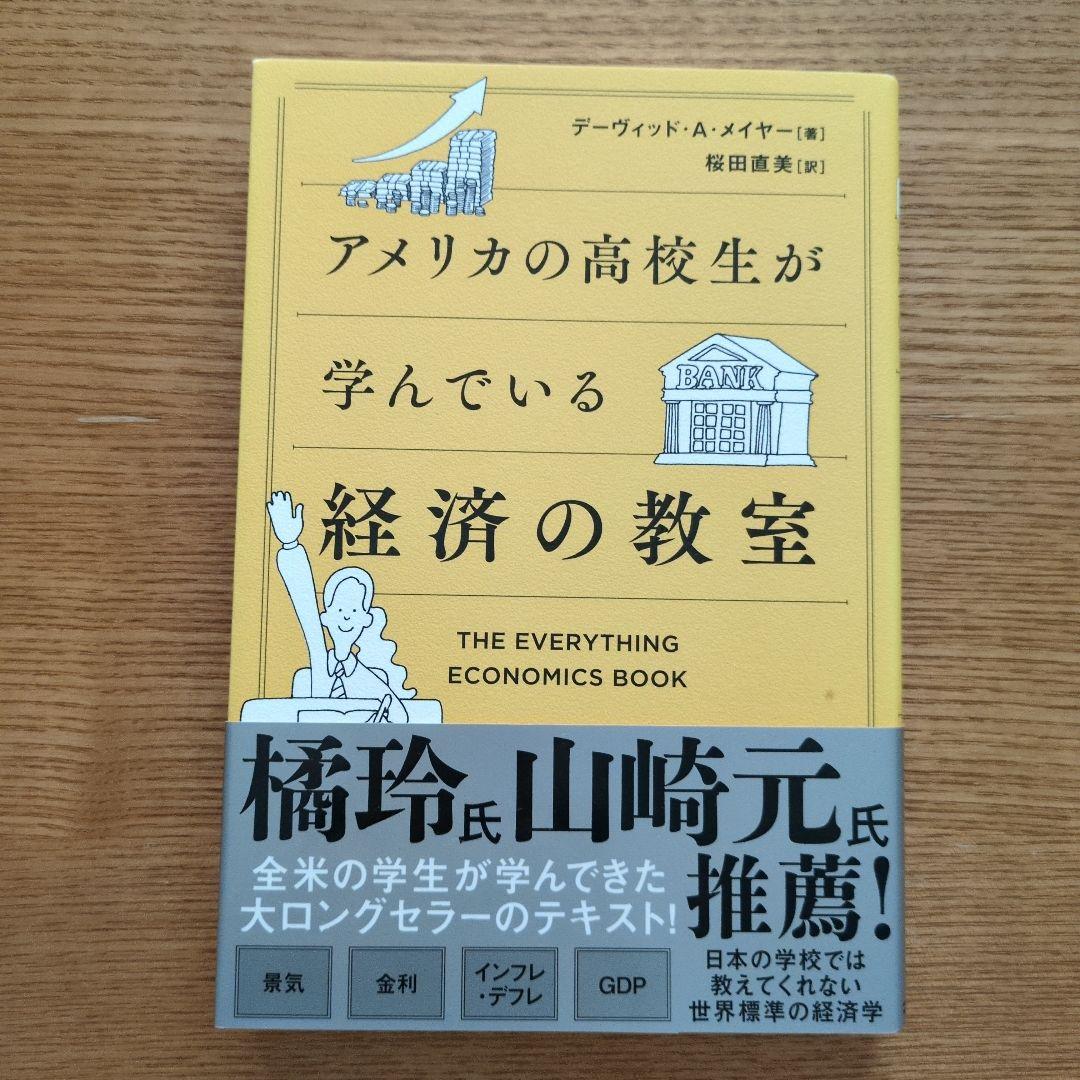 デーヴィッド・A・メイヤー[著]
桜田直美[訳]
アメリカの高校生が
学んでいる
BANK
経済の教室
THE EVERYTHING
ECONOMICS BOOK
橘玲氏 山崎元氏
推薦!
全米の学生が学んできた
大ロングセラーのテキスト!
景気
金利
インフレ
・デフレ
GDP
日本の学校では
教えてくれない
世界標準の経済学